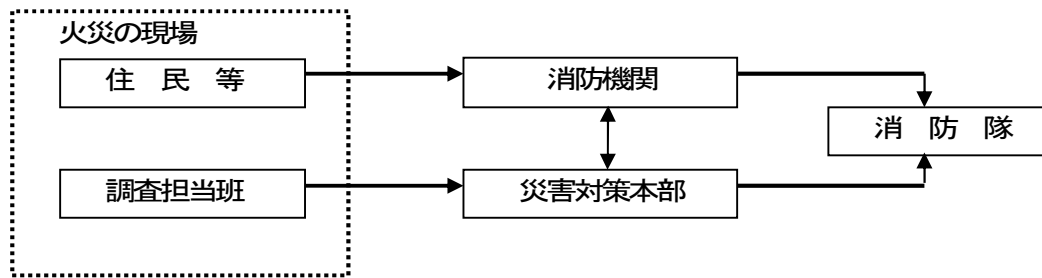 火災の現場
住　民　等
消防機関
消　防　隊
調査担当班
災害対策本部